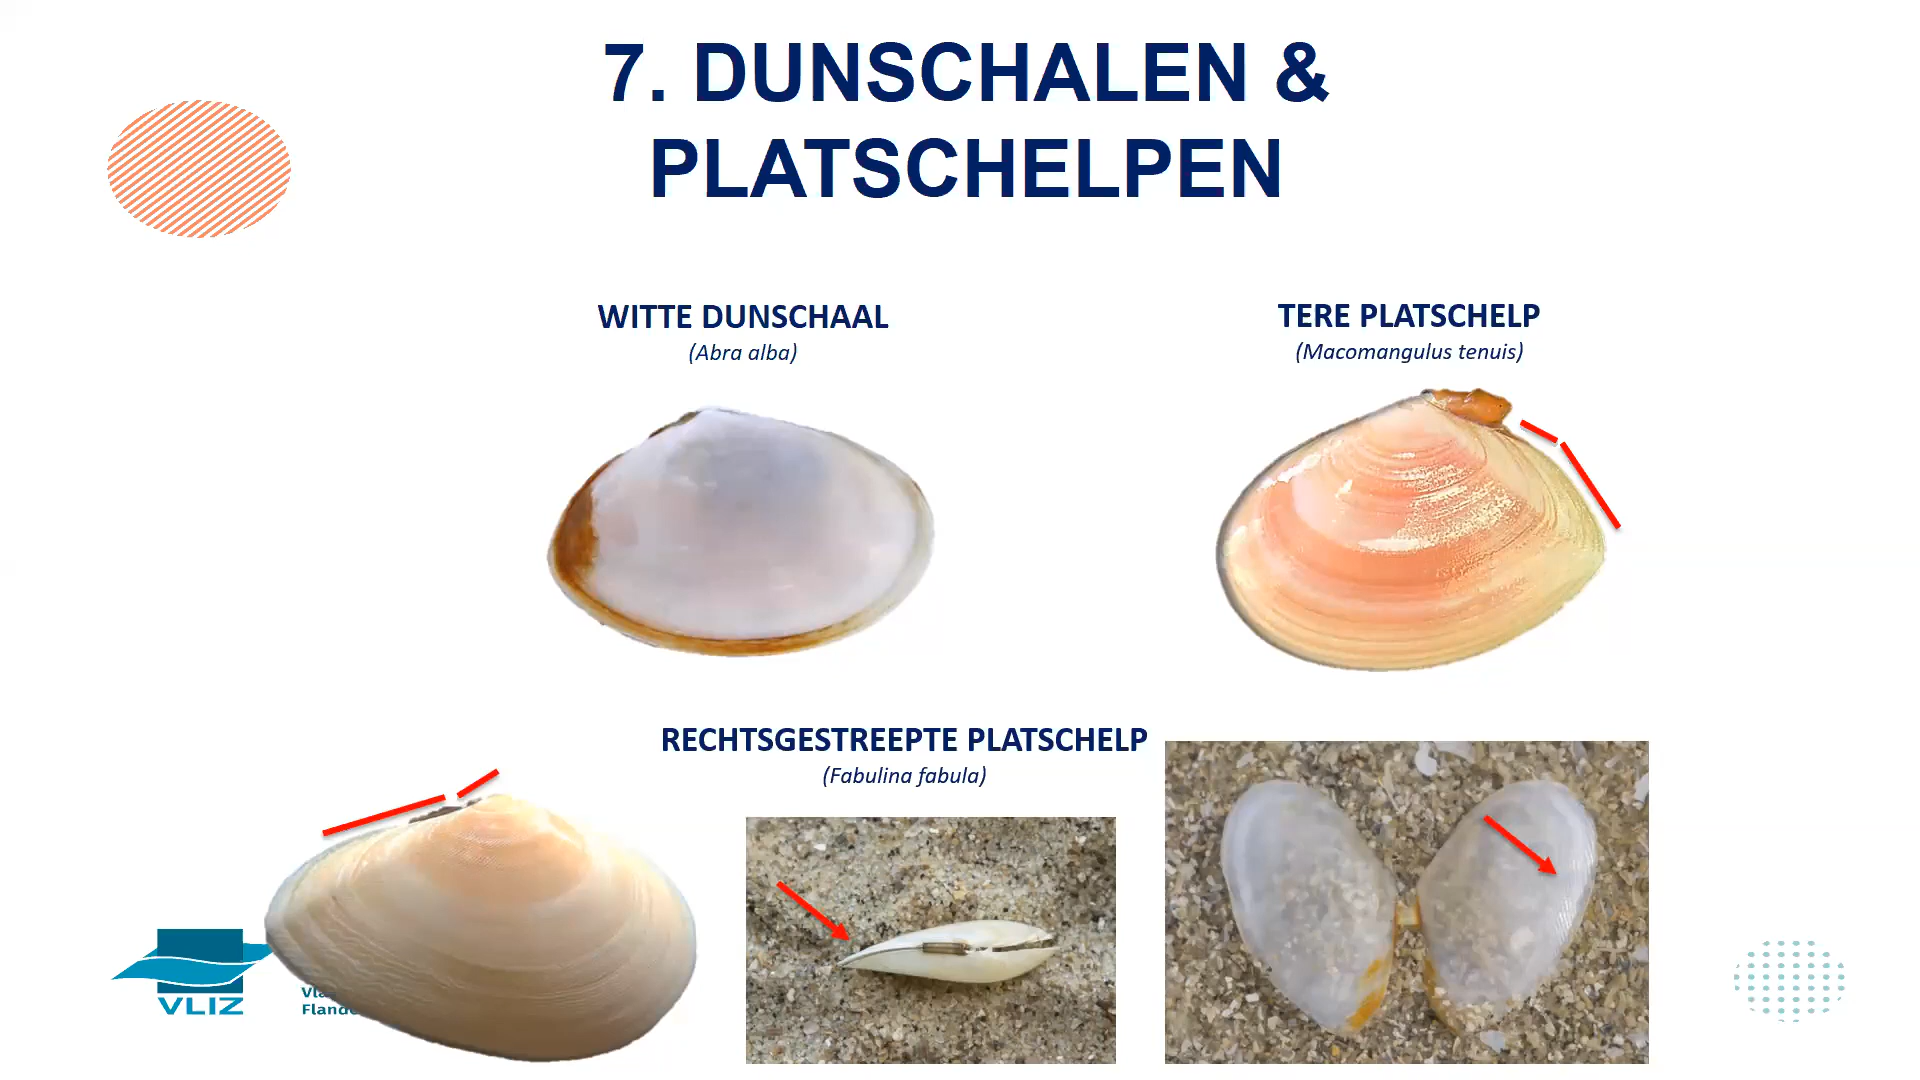 7. DUNSCHALEN &
PLATSCHELPEN
WITTE DUNSCHAAL
(Abra alba)
TERE PLATSCHELP
(Macomangulus tenuis)
RECHTSGESTREEPTE PLATSCHELP
(Fabulina fabula)
VLIZ